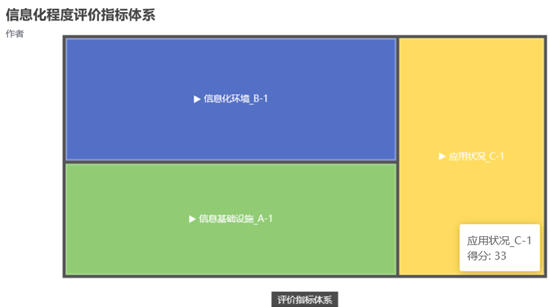 信息化程度评价指标体系
作者
▶ 信息化环境_B-1
▶ 应用状况_C-1
▶ 信息基础设施_A-1
应用状况_C-1
得分: 33
评价指标体系